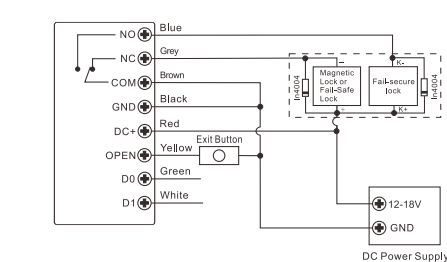 NO Blue
NC Grey
COM Brown
GND Black
DC+ Red
OPEN Yellow Exit Button
D0 Green
D1 White
In4004
−
Magnetic
Lock or
Fail-Safe
Lock
+
K-
Fail-secure
lock
K+
In4004
12-18V
GND
DC Power Supply